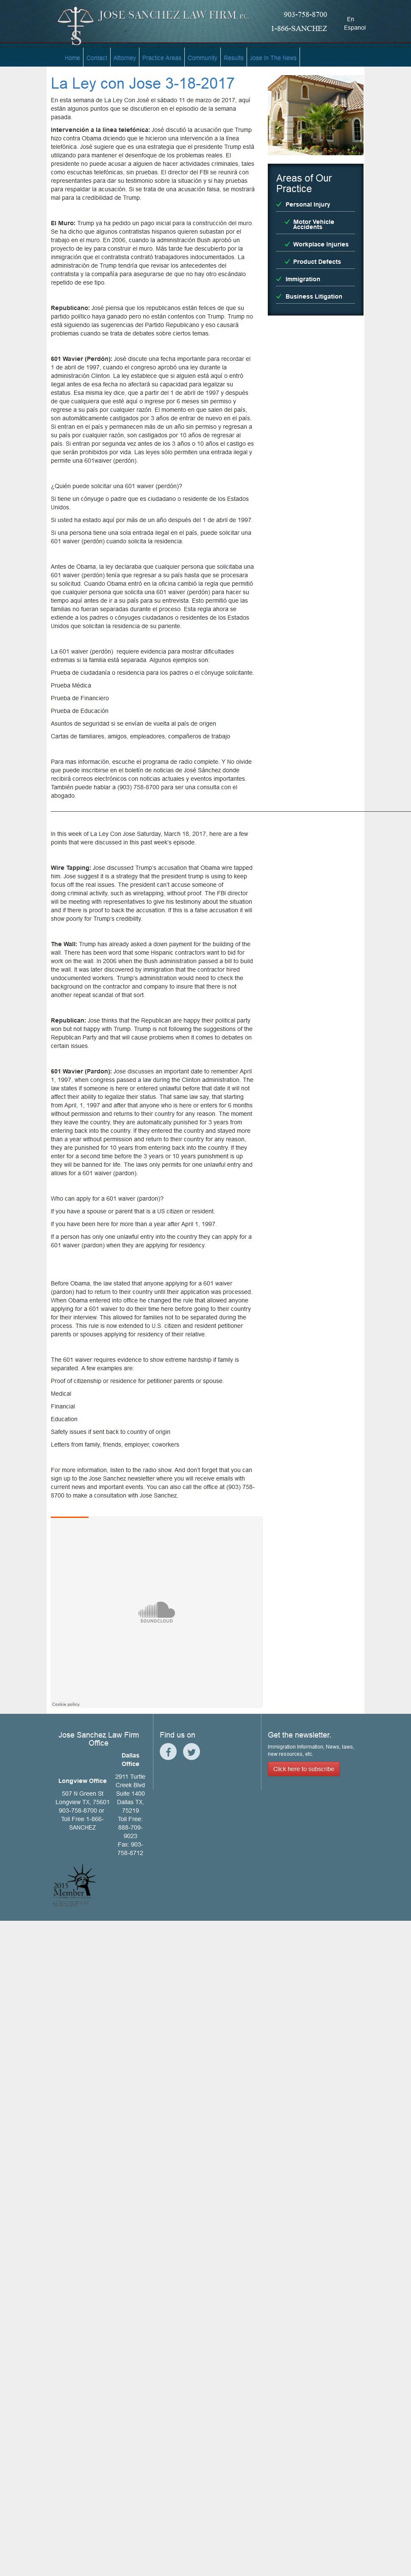 JOSE SANCHEZ LAW FIRM P.C.
903-758-8700
1-866-SANCHEZ
En
Espanol
Home
Contact
Attorney
Practice Areas
Community
Results
Jose In The News
La Ley con Jose 3-18-2017
En esta semana de La Ley Con José el sábado 11 de marzo de 2017, aquí
están algunos puntos que se discutieron en el episodio de la semana
pasada.
Intervención a la línea telefónica: José discutió la acusación que Trump
hizo contra Obama diciendo que le hicieron una intervención a la línea
telefónica. José sugiere que es una estrategia que el presidente Trump está
utilizando para mantener el enfoque de los problemas reales. El
presidente no puede acusar a alguien de hacer actividades criminales, tales
como escuchas telefónicas, sin pruebas. El director del FBI se reunirá con
representantes para dar su testimonio sobre la situación y si hay pruebas
para respaldar la acusación. Si se trata de una acusación falsa, se mostrará
mal para la credibilidad de Trump.
El Muro: Trump ya ha pedido un pago inicial para la construcción del muro.
Se ha dicho que algunos contratistas hispanos quieren subastar por el
trabajo en el muro. En 2006, cuando la administración Bush aprobó un
proyecto de ley para construir el muro. Más tarde fue descubierto por la
inmigración que el contratista contrató trabajadores indocumentados. La
administración de Trump tendría que revisar los antecedentes del
contratista y la compañía para asegurarse de que no hay otro escándalo
repetido de ese tipo.
Republicano: José piensa que los republicanos están felices de que su
partido político haya ganado pero no están contentos con Trump. Trump no
está siguiendo las sugerencias del Partido Republicano y eso causará
problemas cuando se trata de debates sobre ciertos temas.
601 Wavier (Perdón): José discute una fecha importante para recordar el
1 de abril de 1997, cuando el congreso aprobó una ley durante la
administración Clinton. La ley establece que si alguien está aquí o entró
ilegal antes de esa fecha no afectará su capacidad para legalizar su
estatus. Esa misma ley dice, que a partir del 1 de abril de 1997 y después
de que cualquiera que esté aquí o ingrese por 6 meses sin permiso y
regrese a su país por cualquier razón. El momento en que salen del país,
son automáticamente castigados por 3 años de entrar de nuevo en el país.
Si entran en el país y permanecen más de un año sin permiso y regresan a
su país por cualquier razón, son castigados por 10 años de regresar al
país. Si entran por segunda vez antes de los 3 años o 10 años el castigo es
que serán prohibidos por vida. Las leyes sólo permiten una entrada ilegal y
permite una 601waiver (perdón).
¿Quién puede solicitar una 601 waiver (perdón)?
Si tiene un cónyuge o padre que es ciudadano o residente de los Estados
Unidos.
Si usted ha estado aquí por más de un año después del 1 de abril de 1997.
Si una persona tiene una sola entrada ilegal en el país, puede solicitar una
601 waiver (perdón) cuando solicita la residencia.
Antes de Obama, la ley declaraba que cualquier persona que solicitaba una
601 waiver (perdón) tenía que regresar a su país hasta que se procesara
su solicitud. Cuando Obama entró en la oficina cambió la regla que permitió
que cualquier persona que solicita una 601 waiver (perdón) para hacer su
tiempo aquí antes de ir a su país para su entrevista. Esto permitió que las
familias no fueran separadas durante el proceso. Esta regla ahora se
extiende a los padres o cónyuges ciudadanos o residentes de los Estados
Unidos que solicitán la residencia de su pariente.
La 601 waiver (perdón)  requiere evidencia para mostrar dificultades
extremas si la familia está separada. Algunos ejemplos son:
Prueba de ciudadanía o residencia para los padres o el cónyuge solicitante.
Prueba Médica
Prueba de Financiero
Prueba de Educación
Asuntos de seguridad si se envían de vuelta al país de origen
Cartas de familiares, amigos, empleadores, compañeros de trabajo
Para mas información, escuche el programa de radio complete. Y No olvide
que puede inscribirse en el boletín de noticias de José Sánchez donde
recibirá correos electrónicos con noticias actuales y eventos importantes.
También puede hablar a (903) 758-8700 para ser una consulta con el
abogado.
In this week of La Ley Con Jose Saturday, March 18, 2017, here are a few
points that were discussed in this past week's episode.
Wire Tapping: Jose discussed Trump's accusation that Obama wire tapped
him. Jose suggest it is a strategy that the president trump is using to keep
focus off the real issues. The president can't accuse someone of
doing criminal activity, such as wiretapping, without proof. The FBI director
will be meeting with representatives to give his testimony about the situation
and if there is proof to back the accusation. If this is a false accusation it will
show poorly for Trump's credibility.
The Wall: Trump has already asked a down payment for the building of the
wall. There has been word that some Hispanic contractors want to bid for
work on the wall. In 2006 when the Bush administration passed a bill to build
the wall. It was later discovered by immigration that the contractor hired
undocumented workers. Trump's administration would need to check the
background on the contractor and company to insure that there is not
another repeat scandal of that sort.
Republican: Jose thinks that the Republican are happy their political party
won but not happy with Trump. Trump is not following the suggestions of the
Republican Party and that will cause problems when it comes to debates on
certain issues.
601 Wavier (Pardon): Jose discusses an important date to remember April
1, 1997, when congress passed a law during the Clinton administration. The
law states if someone is here or entered unlawful before that date it will not
affect their ability to legalize their status. That same law say, that starting
from April, 1, 1997 and after that anyone who is here or enters for 6 months
without permission and returns to their country for any reason. The moment
they leave the country, they are automatically punished for 3 years from
entering back into the country. If they entered the country and stayed more
than a year without permission and return to their country for any reason,
they are punished for 10 years from entering back into the country. If they
enter for a second time before the 3 years or 10 years punishment is up
they will be banned for life. The laws only permits for one unlawful entry and
allows for a 601 waiver (pardon).
Who can apply for a 601 waiver (pardon)?
If you have a spouse or parent that is a US citizen or resident.
If you have been here for more than a year after April 1, 1997.
If a person has only one unlawful entry into the country they can apply for a
601 waiver (pardon) when they are applying for residency.
Before Obama, the law stated that anyone applying for a 601 waiver
(pardon) had to return to their country until their application was processed.
When Obama entered into office he changed the rule that allowed anyone
applying for a 601 waiver to do their time here before going to their country
for their interview. This allowed for families not to be separated during the
process. This rule is now extended to U.S. citizen and resident petitioner
parents or spouses applying for residency of their relative.
The 601 waiver requires evidence to show extreme hardship if family is
separated. A few examples are:
Proof of citizenship or residence for petitioner parents or spouse.
Medical
Financial
Education
Safety issues if sent back to country of origin
Letters from family, friends, employer, coworkers
For more information, listen to the radio show. And don't forget that you can
sign up to the Jose Sanchez newsletter where you will receive emails with
current news and important events. You can also call the office at (903) 758-
8700 to make a consultation with Jose Sanchez.
SOUNDCLOUD
Cookie policy
Areas of Our
Practice
Personal Injury
Motor Vehicle
Accidents
Workplace Injuries
Product Defects
Immigration
Business Litigation
Jose Sanchez Law Firm
Office
Longview Office
507 N Green St
Longview TX, 75601
903-758-8700 or
Toll Free 1-866-
SANCHEZ
Dallas
Office
2911 Turtle
Creek Blvd
Suite 1400
Dallas TX,
75219
Toll Free:
888-709-
9023
Fax: 903-
758-8712
2015
Member
Find us on
Get the newsletter.
Immigration Information, News, laws,
new resources, etc.
Click here to subscribe